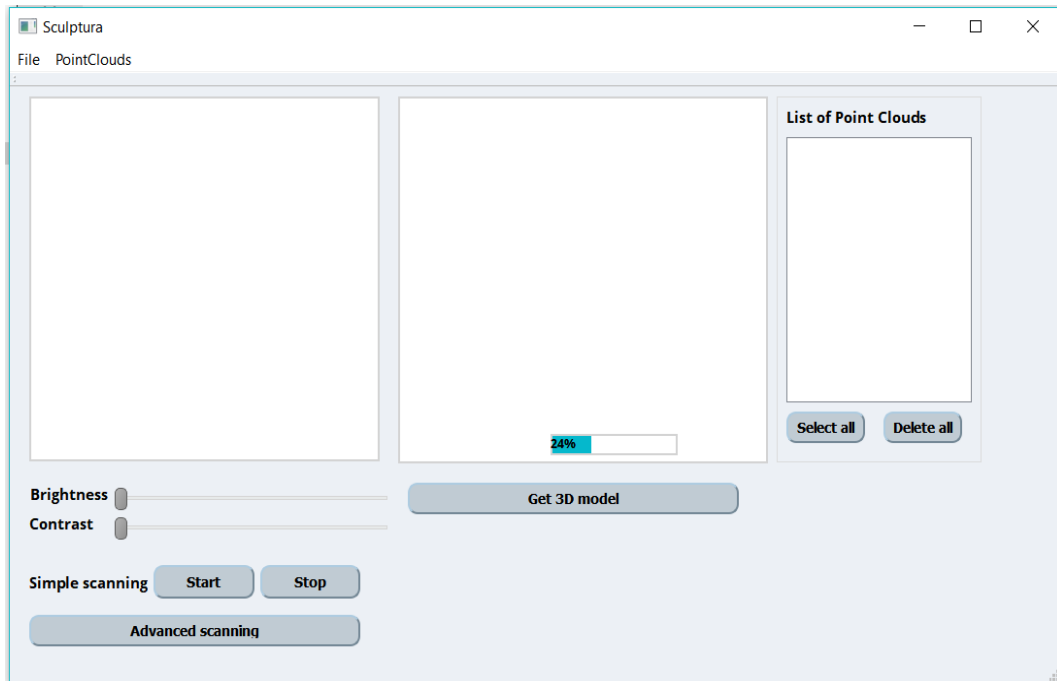 Sculptura
File PointClouds
List of Point Clouds
24%
Select all Delete all
Brightness
Get 3D model
Contrast
Simple scanning Start Stop
Advanced scanning